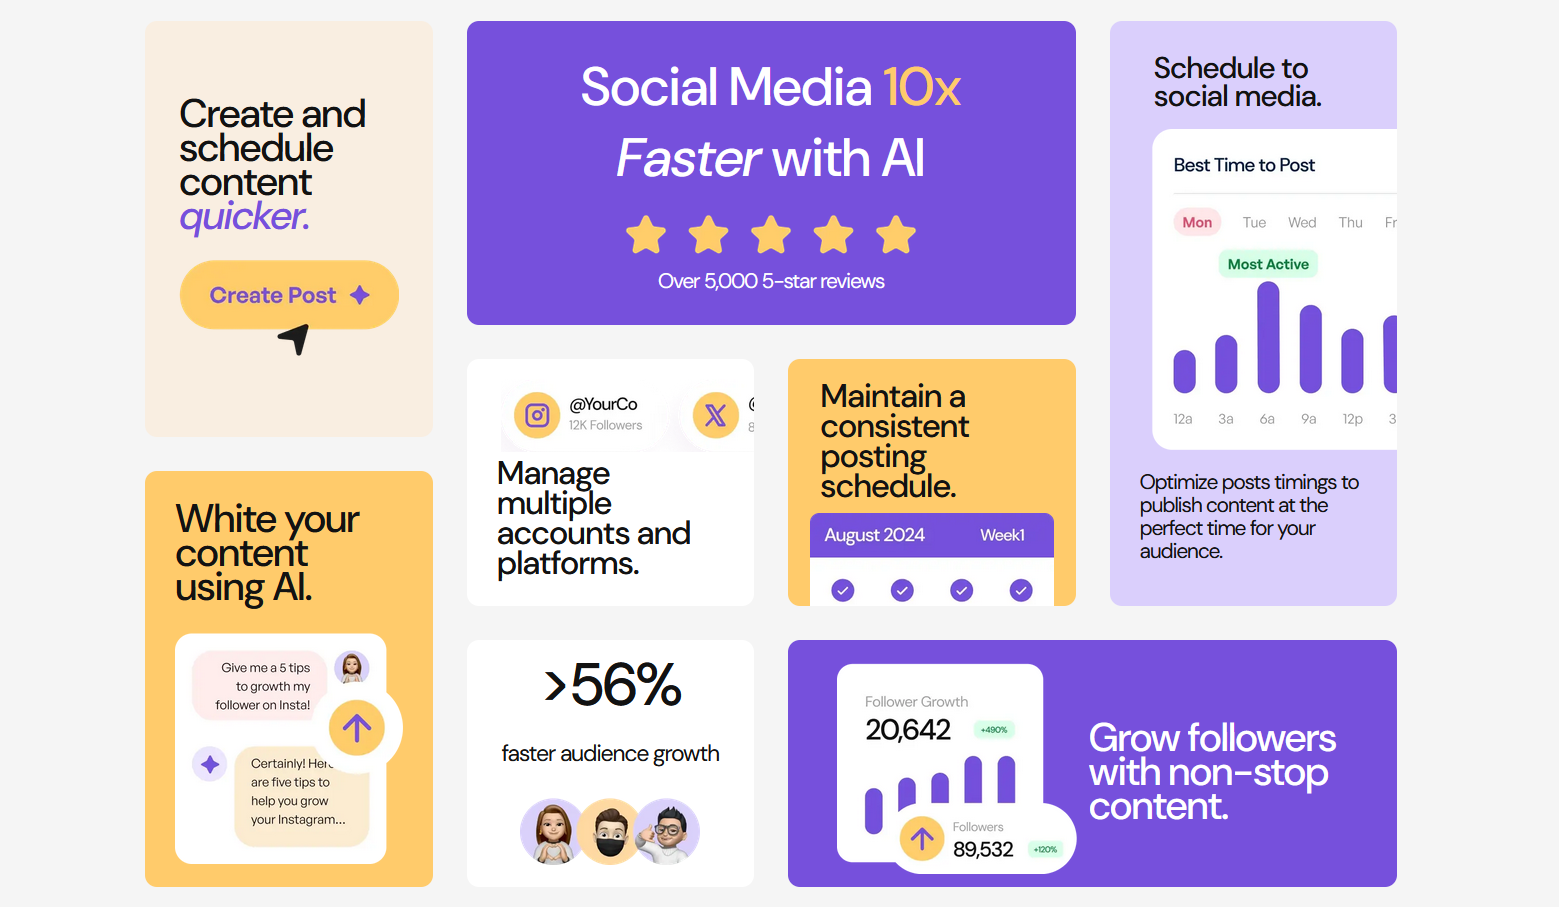 Create and
schedule
content
quicker.
Create Post
White your
content
using AI.
Give me a 5 tips
to growth my
follower on Insta!
Certainly! Here
are five tips to
help you grow
your Instagram...
Social Media 10x
Faster with AI
Over 5,000 5-star reviews
@YourCo
12K Followers
Manage
multiple
accounts and
platforms.
Maintain a
consistent
posting
schedule.
August 2024 Week1
>56%
faster audience growth
Schedule to
social media.
Best Time to Post
Mon Tue Wed Thu Fr
Most Active
12a 3a 6a 9a 12p 3
Optimize posts timings to
publish content at the
perfect time for your
audience.
Follower Growth
20,642 +490%
Followers
89,532 +120%
Grow followers
with non-stop
content.